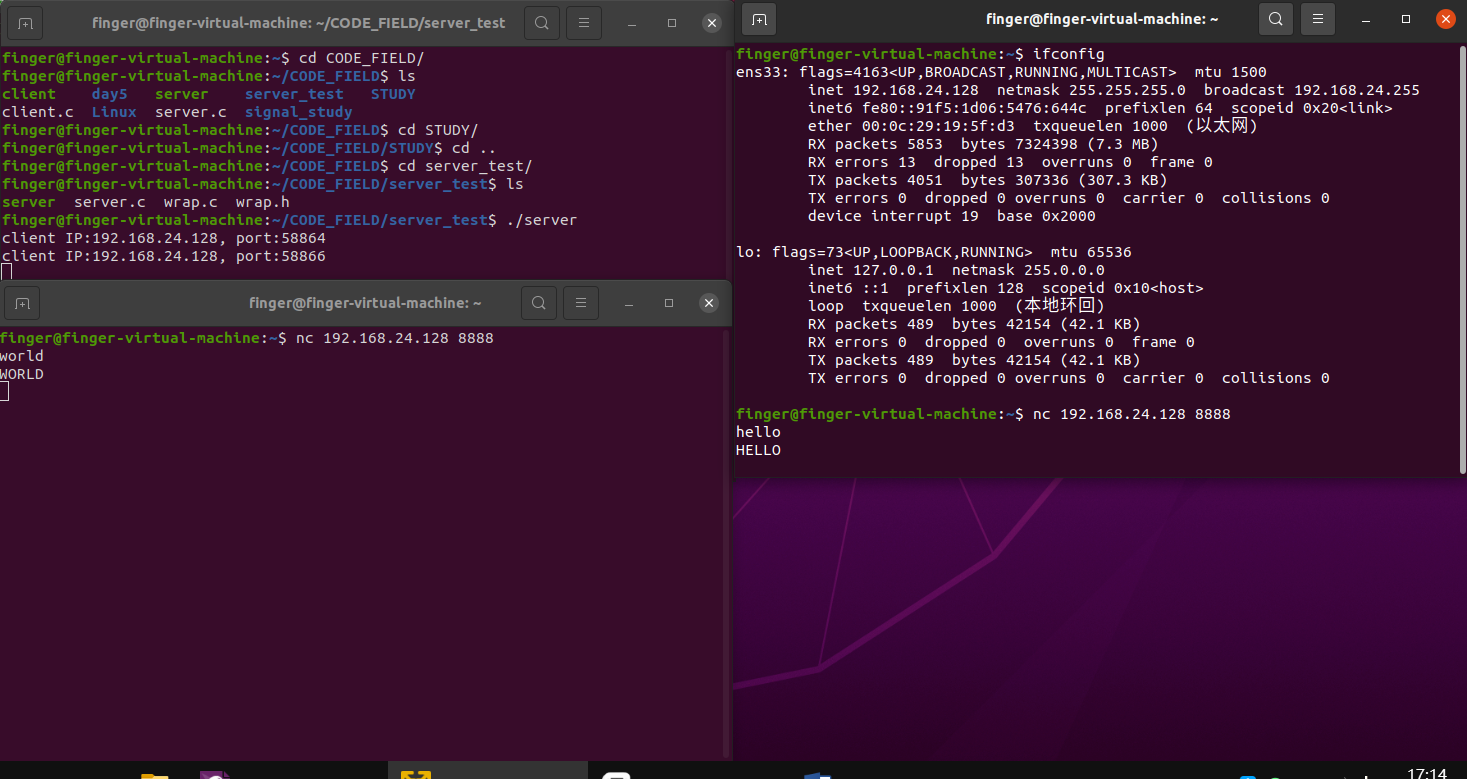 finger@finger-virtual-machine: ~/CODE_FIELD/server_test
finger@finger-virtual-machine:~$ cd CODE_FIELD/
finger@finger-virtual-machine:~/CODE_FIELD$ ls
client    day5   server    server_test   STUDY
client.c  Linux  server.c  signal_study
finger@finger-virtual-machine:~/CODE_FIELD$ cd STUDY/
finger@finger-virtual-machine:~/CODE_FIELD/STUDY$ cd ..
finger@finger-virtual-machine:~/CODE_FIELD$ cd server_test/
finger@finger-virtual-machine:~/CODE_FIELD/server_test$ ls
server  server.c  wrap.c  wrap.h
finger@finger-virtual-machine:~/CODE_FIELD/server_test$ ./server
client IP:192.168.24.128, port:58864
client IP:192.168.24.128, port:58866
finger@finger-virtual-machine: ~
finger@finger-virtual-machine:~$ nc 192.168.24.128 8888
world
WORLD
finger@finger-virtual-machine: ~
finger@finger-virtual-machine:~$ ifconfig
ens33: flags=4163<UP,BROADCAST,RUNNING,MULTICAST>  mtu 1500
        inet 192.168.24.128  netmask 255.255.255.0  broadcast 192.168.24.255
        inet6 fe80::91f5:1d06:5476:644c  prefixlen 64  scopeid 0x20<link>
        ether 00:0c:29:19:5f:d3  txqueuelen 1000  (以太网)
        RX packets 5853  bytes 7324398 (7.3 MB)
        RX errors 13  dropped 13  overruns 0  frame 0
        TX packets 4051  bytes 307336 (307.3 KB)
        TX errors 0  dropped 0 overruns 0  carrier 0  collisions 0
        device interrupt 19  base 0x2000
lo: flags=73<UP,LOOPBACK,RUNNING>  mtu 65536
        inet 127.0.0.1  netmask 255.0.0.0
        inet6 ::1  prefixlen 128  scopeid 0x10<host>
        loop  txqueuelen 1000  (本地环回)
        RX packets 489  bytes 42154 (42.1 KB)
        RX errors 0  dropped 0  overruns 0  frame 0
        TX packets 489  bytes 42154 (42.1 KB)
        TX errors 0  dropped 0 overruns 0  carrier 0  collisions 0
finger@finger-virtual-machine:~$ nc 192.168.24.128 8888
hello
HELLO
17:14